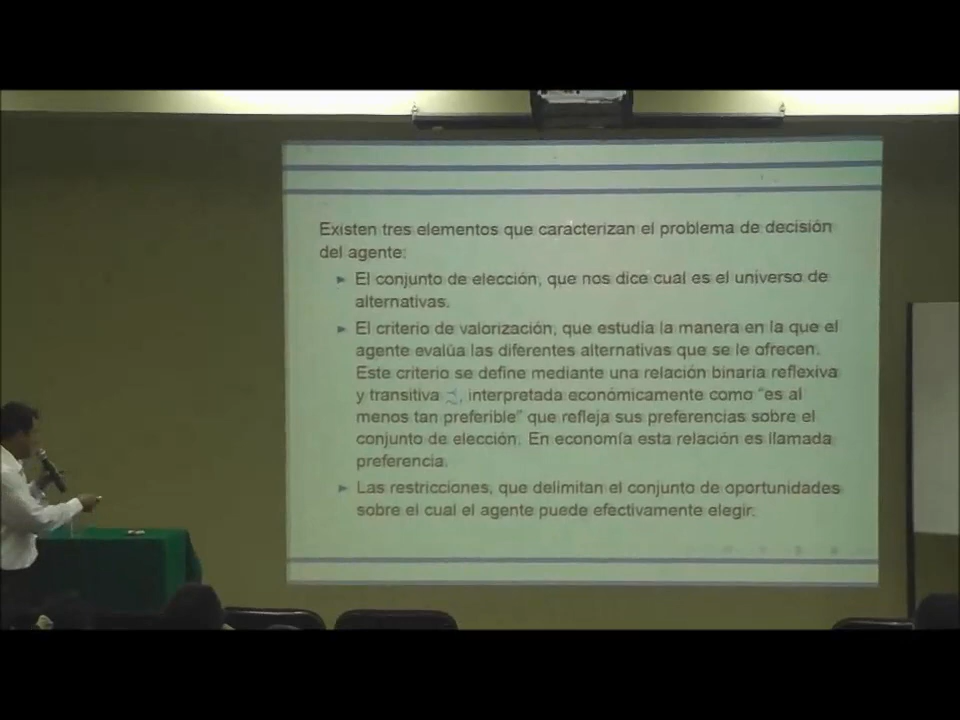 Existen tres elementos que caracterizan el problema de decisión
del agente:
► El conjunto de elección, que nos dice cual es el universo de
alternativas.
► El criterio de valorización, que estudia la manera en la que el
agente evalúa las diferentes alternativas que se le ofrecen.
Este criterio se define mediante una relación binaria reflexiva
y transitiva ≿, interpretada económicamente como "es al
menos tan preferible" que refleja sus preferencias sobre el
conjunto de elección. En economía esta relación es llamada
preferencia.
► Las restricciones, que delimitan el conjunto de oportunidades
sobre el cual el agente puede efectivamente elegir.